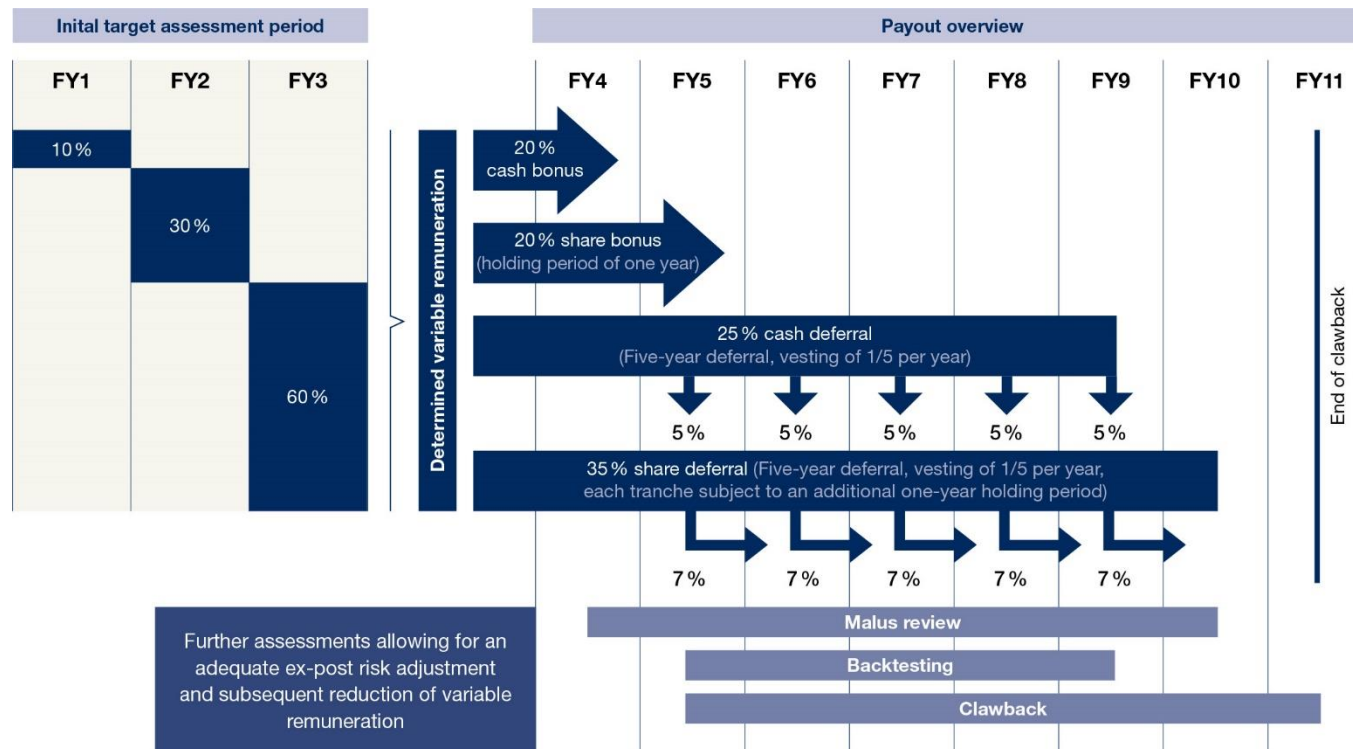 Inital target assessment period
Payout overview
FY1
FY2
FY3
FY4
FY5
FY6
FY7
FY8
FY9
FY10
FY11
10 %
30 %
60 %
Determined variable remuneration
20 %
cash bonus
20 % share bonus
(holding period of one year)
25 % cash deferral
(Five-year deferral, vesting of 1/5 per year)
5 %
5 %
5 %
5 %
5 %
35 % share deferral (Five-year deferral, vesting of 1/5 per year,
each tranche subject to an additional one-year holding period)
7 %
7 %
7 %
7 %
7 %
End of clawback
Further assessments allowing for an
adequate ex-post risk adjustment
and subsequent reduction of variable
remuneration
Malus review
Backtesting
Clawback